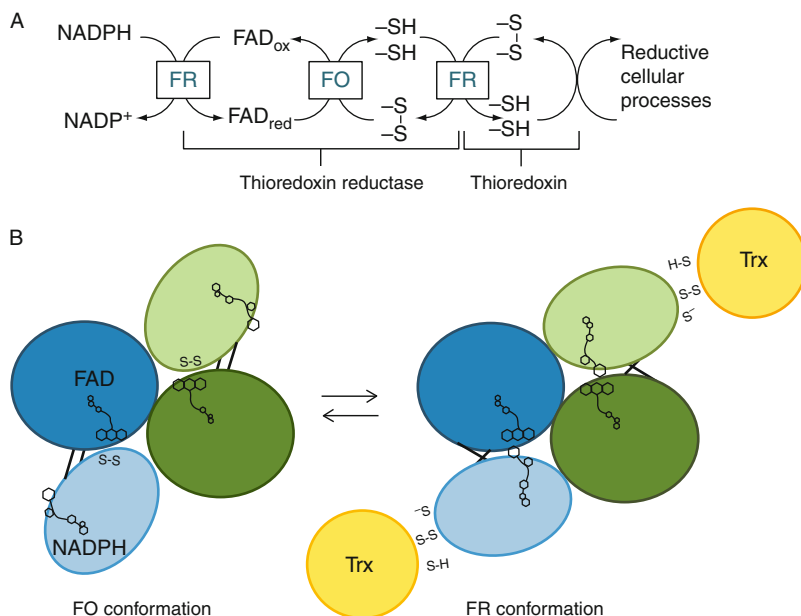 A
NADPH FADox –SH –S
–SH –S
FR FO FR
Reductive
cellular
processes
NADP+ FADred –S –SH
–S –SH
Thioredoxin reductase Thioredoxin
B
Trx
H-S
S-S
S–
S-S
FAD
S-S
NADPH
–S
S-S
S-H
Trx
FO conformation FR conformation